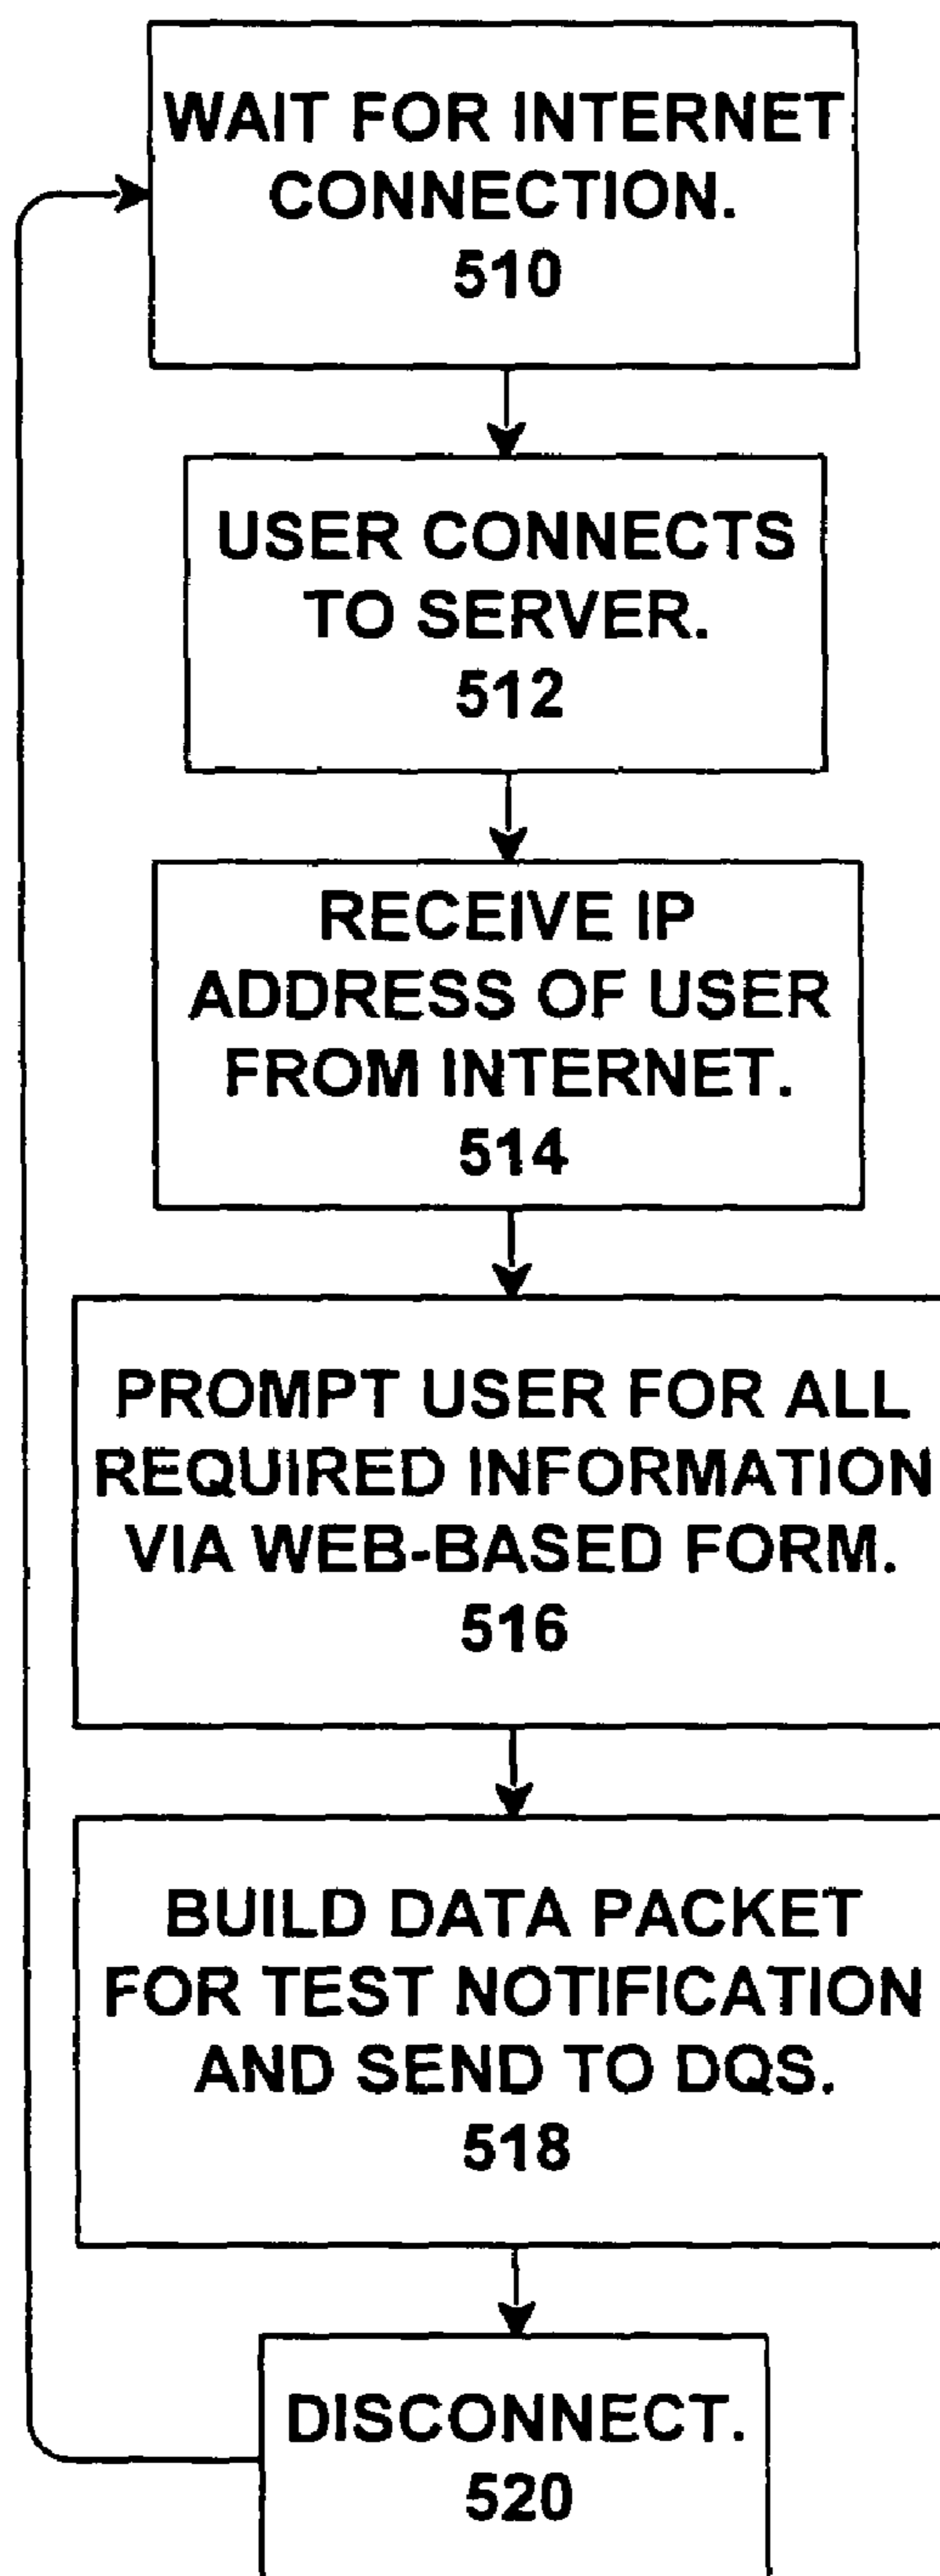 WAIT FOR INTERNET
CONNECTION.
510
USER CONNECTS
TO SERVER.
512
RECEIVE IP
ADDRESS OF USER
FROM INTERNET.
514
PROMPT USER FOR ALL
REQUIRED INFORMATION
VIA WEB-BASED FORM.
516
BUILD DATA PACKET
FOR TEST NOTIFICATION
AND SEND TO DQS.
518
DISCONNECT.
520